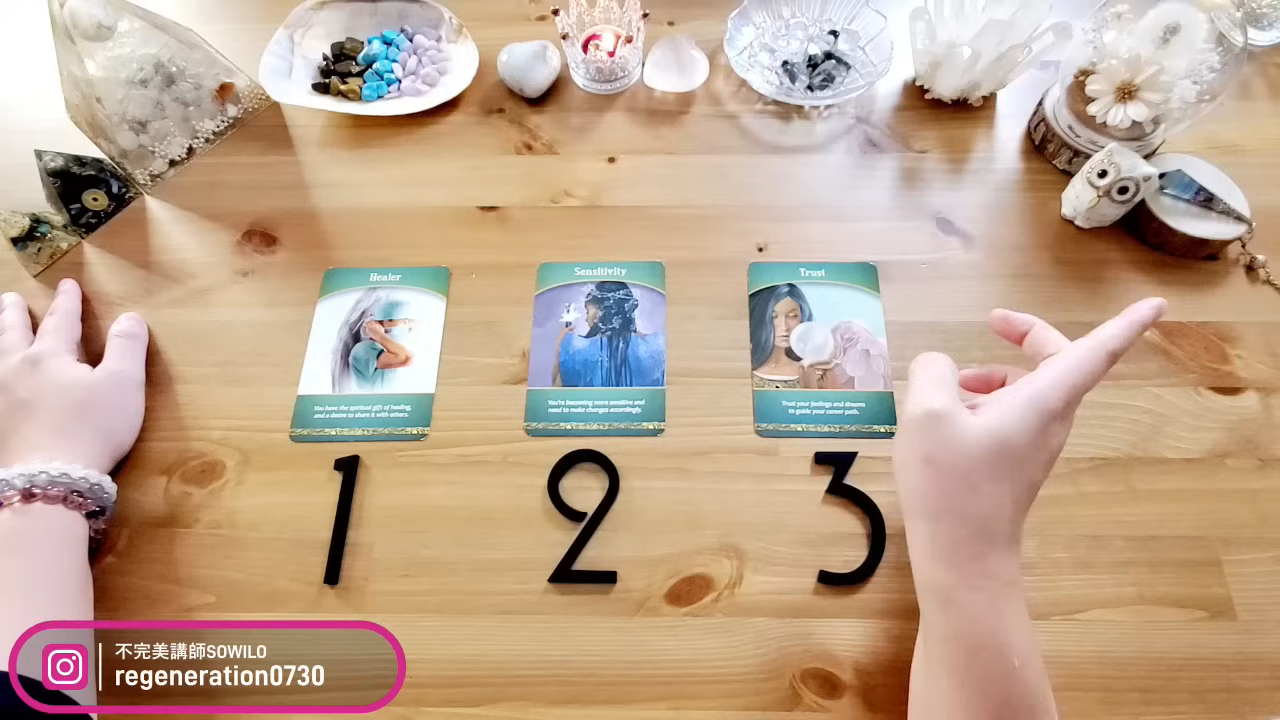 Healer
You have the spiritual gift of healing,
and a desire to share it with others.
Sensitivity
You're becoming more sensitive and
need to make changes accordingly.
Trust
Trust your feelings and dreams
to guide your career path.
1
2
3
不完美講師SOWILO
regeneration0730